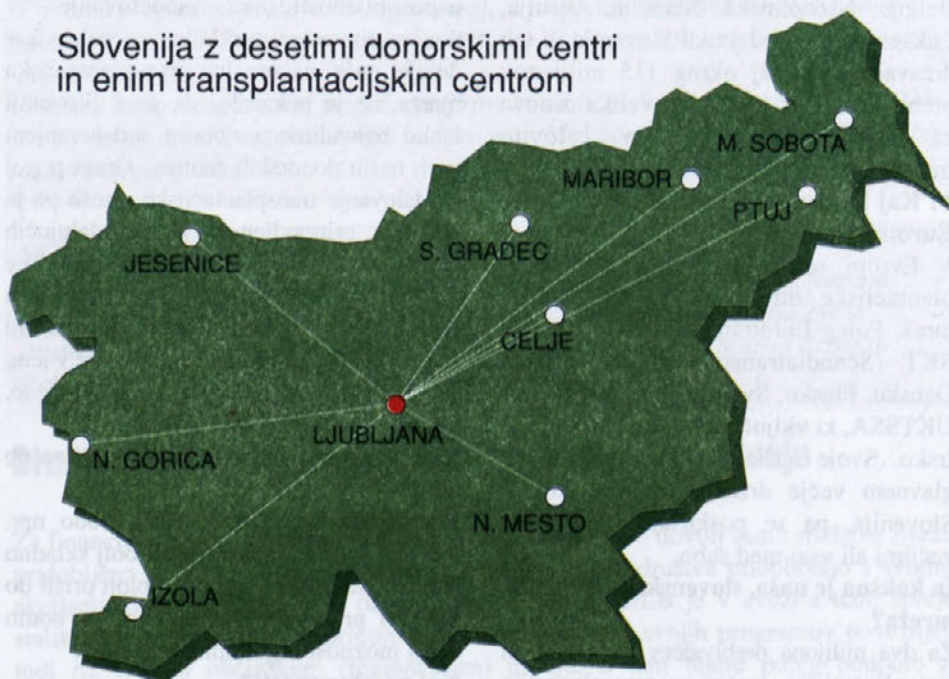 Slovenija z desetimi donorskimi centri
in enim transplantacijskim centrom
M. SOBOTA
MARIBOR
PTUJ
S. GRADEC
JESENICE
CELJE
LJUBLJANA
N. GORICA
N. MESTO
IZOLA